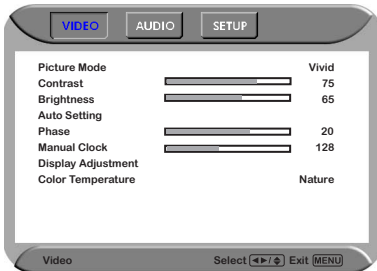 VIDEO AUDIO SETUP
Picture Mode Vivid
Contrast 75
Brightness 65
Auto Setting
Phase 20
Manual Clock 128
Display Adjustment
Color Temperature Nature
Video Select ◄►/⬍ Exit MENU